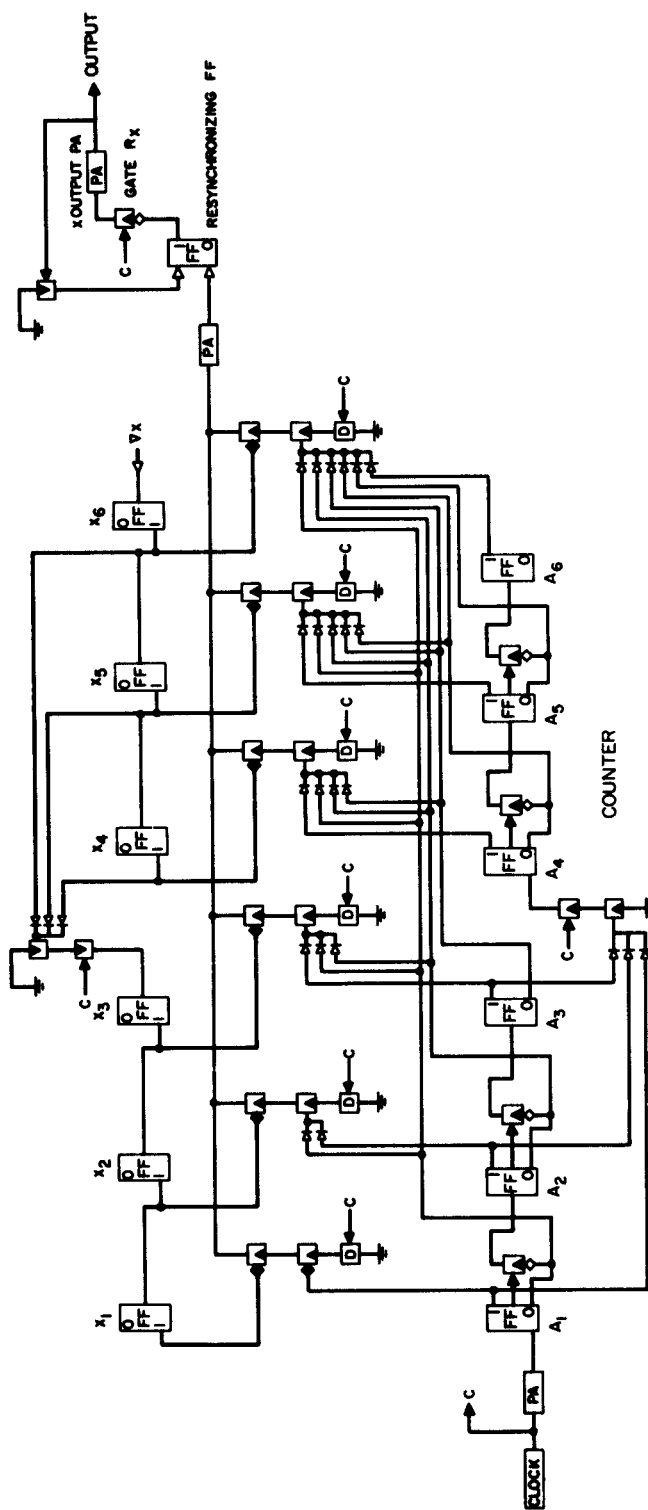 OUTPUT
X OUTPUT PA
PA
GATE RX
C
1
FF
0
RESYNCHRONIZING FF
PA
X1
0
FF
1
X2
0
FF
1
X3
0
FF
1
C
X4
0
FF
1
X5
0
FF
1
X6
0
FF
1
∇X
C
D
C
D
C
D
C
D
C
D
C
D
CLOCK
C
PA
1
FF
0
A1
1
FF
0
A2
1
FF
0
A3
C
1
FF
0
A4
1
FF
0
A5
1
FF
0
A6
COUNTER